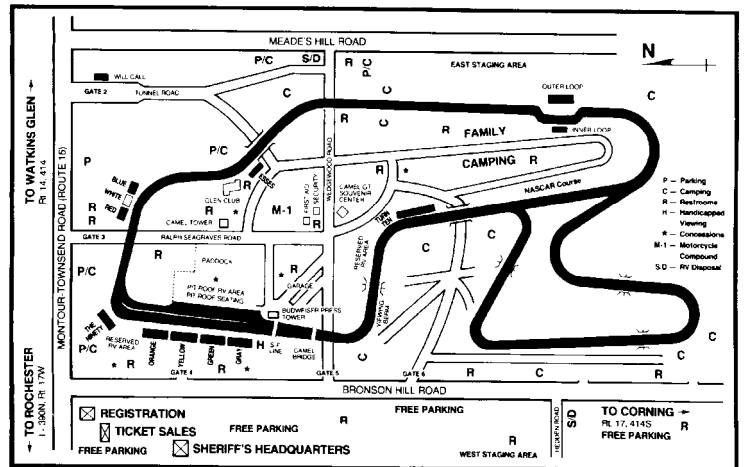 MEADE'S HILL ROAD
P/C
S/D
R
P/C
EAST STAGING AREA
N
WILL CALL
GATE 2
TUNNEL ROAD
C
C
C
OUTER LOOP
C
TO WATKINS GLEN
Rt 14, 414
MONTOUR-TOWNSEND ROAD (ROUTE 16)
P
P/C
R
R
FAMILY
CAMPING
INNER LOOP
R
WEDGEWOOD ROAD
NASCAR Course
BLUE
WHITE
RED
R
R
ESSES
GLEN CLUB
R
*
CAMEL TOWER
M-1
FIRST AID
SECURITY
R
CAMEL GT
SOUVENIR
CENTER
*
TURN TEN
P – Parking
C – Camping
R – Restrooms
H – Handicapped
Viewing
* – Concessions
M-1 – Motorcycle
Compound
S/D – RV Disposal
GATE 3
RALPH SEAGRAVES ROAD
P/C
R
PADDOCK
*
PIT ROOF RV AREA
PIT ROOF SEATING
*
R
GARAGE
RESERVED
RV AREA
R
C
C
C
C
C
BUDWEISER PRESS
TOWER
VIEWING
BERM
THE NINETY
P/C
RESERVED
RV AREA
ORANGE
YELLOW
GREEN
GRAY
H
S/F
LINE
CAMEL
BRIDGE
C
C
* R
R *
R
GATE 4
GATE 5
GATE 6
R
C
C
R
BRONSON HILL ROAD
TO ROCHESTER
I - 390N, Rt 17W
REGISTRATION
TICKET SALES
FREE PARKING
SHERIFF'S HEADQUARTERS
FREE PARKING
R
FREE PARKING
R
WEST STAGING AREA
HEDDEN ROAD
S/D
TO CORNING
Rt. 17, 414S
FREE PARKING
R